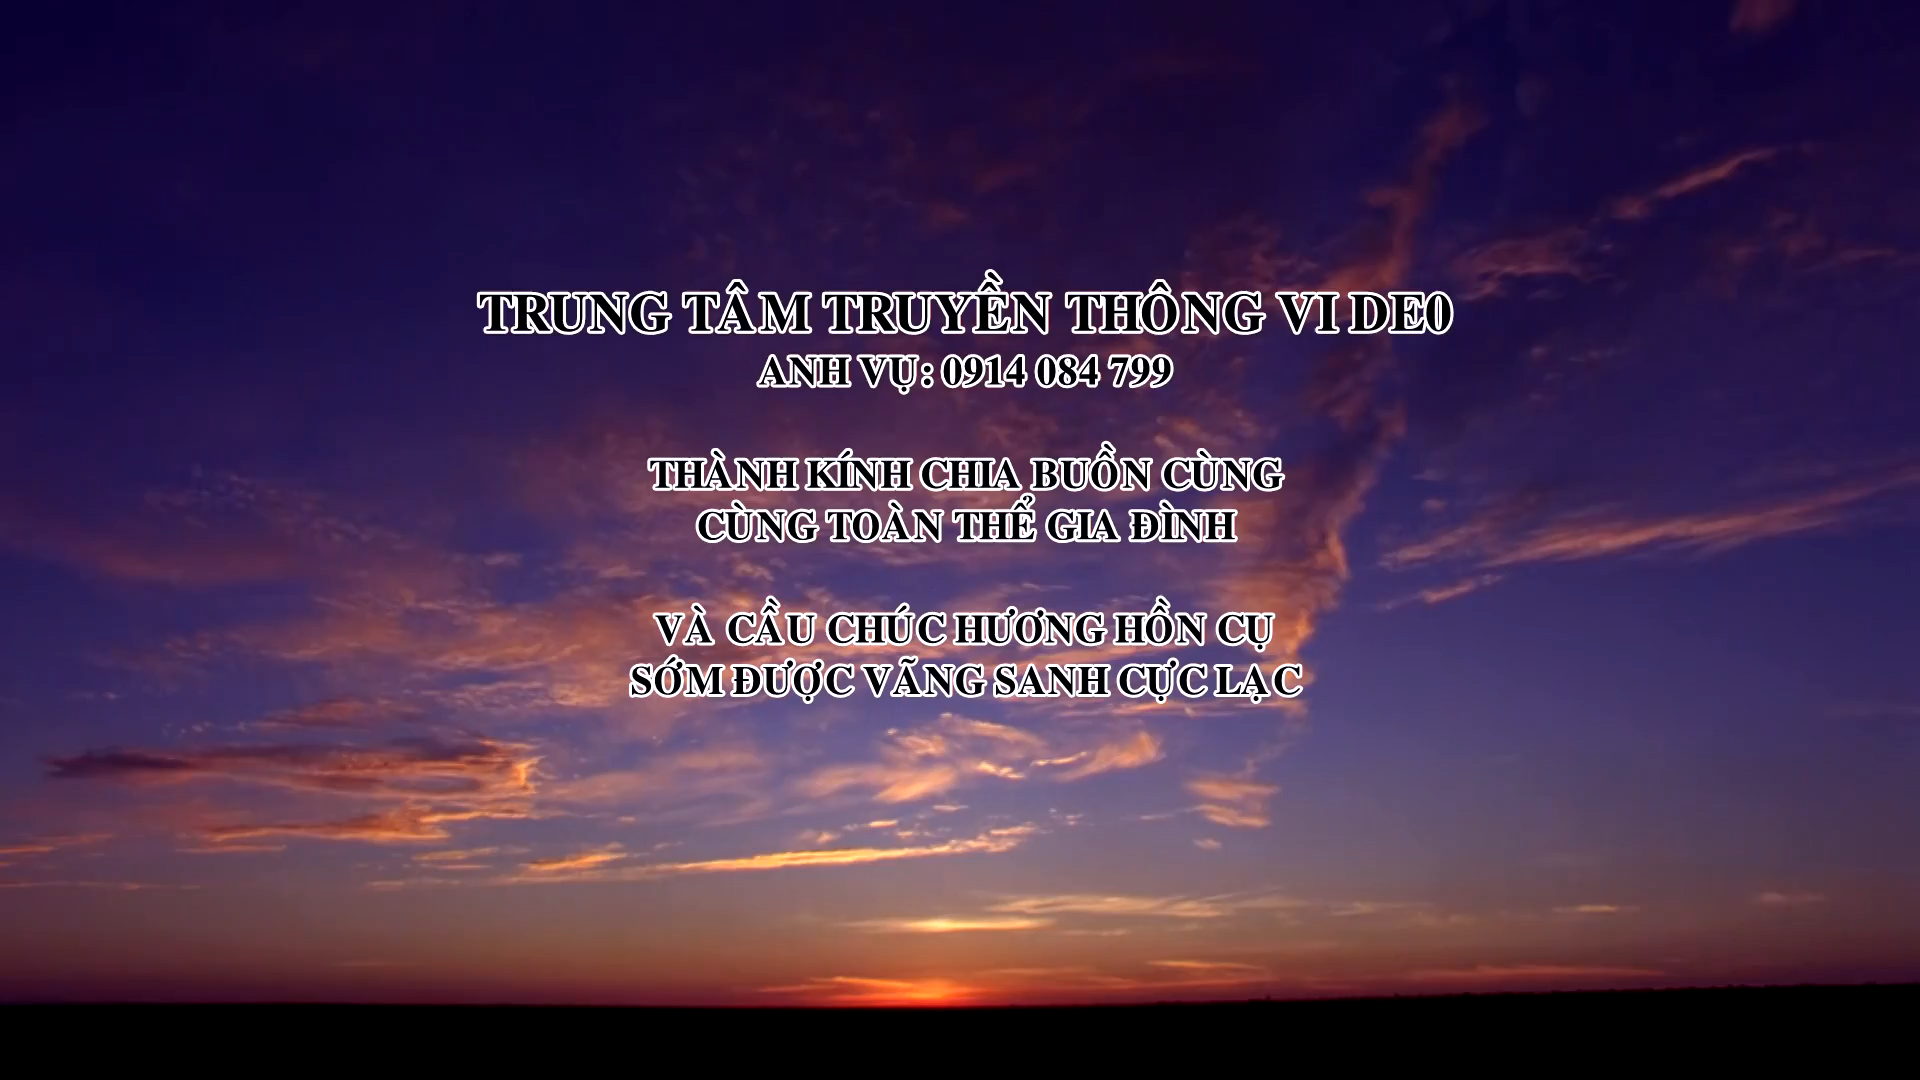 TRUNG TÂM TRUYỀN THÔNG VI DE0
ANH VỤ: 0914 084 799
THÀNH KÍNH CHIA BUỒN CÙNG
CÙNG TOÀN THỂ GIA ĐÌNH
VÀ CẦU CHÚC HƯƠNG HỒN CỤ
SỚM ĐƯỢC VÃNG SANH CỰC LẠC